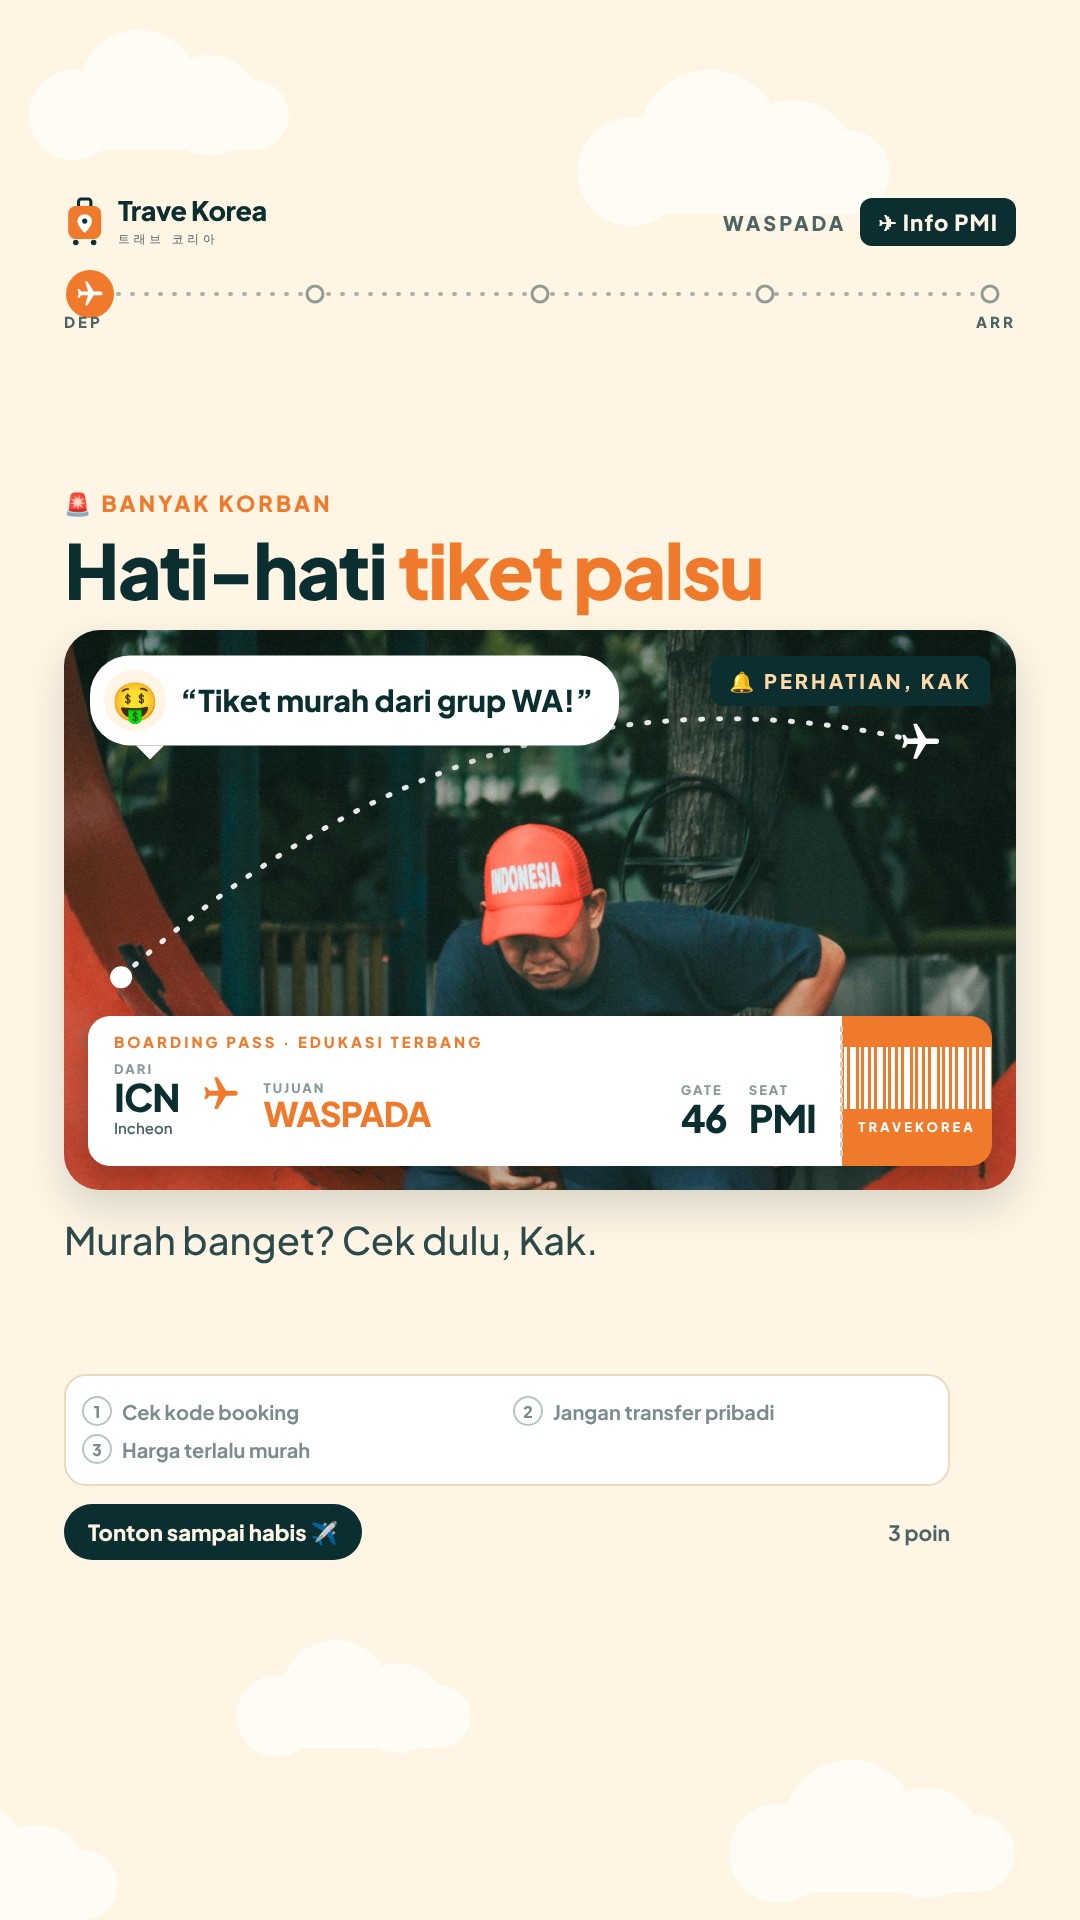 Trave Korea
트래브 코리아
WASPADA
✈ Info PMI
DEP
ARR
🚨 BANYAK KORBAN
Hati-hati tiket palsu
🤑 “Tiket murah dari grup WA!”
🔔 PERHATIAN, KAK
INDONESIA
BOARDING PASS · EDUKASI TERBANG
DARI
ICN
Incheon
TUJUAN
WASPADA
GATE
46
SEAT
PMI
TRAVEKOREA
Murah banget? Cek dulu, Kak.
1 Cek kode booking
2 Jangan transfer pribadi
3 Harga terlalu murah
Tonton sampai habis ✈️
3 poin